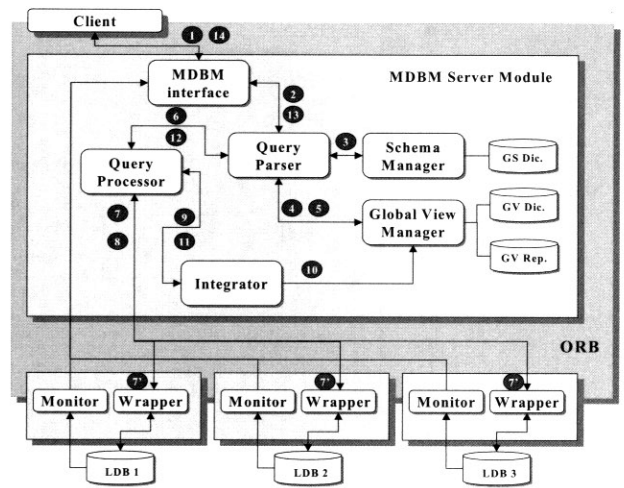 Client
1 14
MDBM Server Module
MDBM
interface
2
13
6
12
Query
Processor
Query
Parser
3
Schema
Manager
GS Dic.
7
8
9
11
4 5
Global View
Manager
GV Dic.
GV Rep.
Integrator
10
ORB
7'
7'
7'
Monitor
Wrapper
Monitor
Wrapper
Monitor
Wrapper
LDB 1
LDB 2
LDB 3